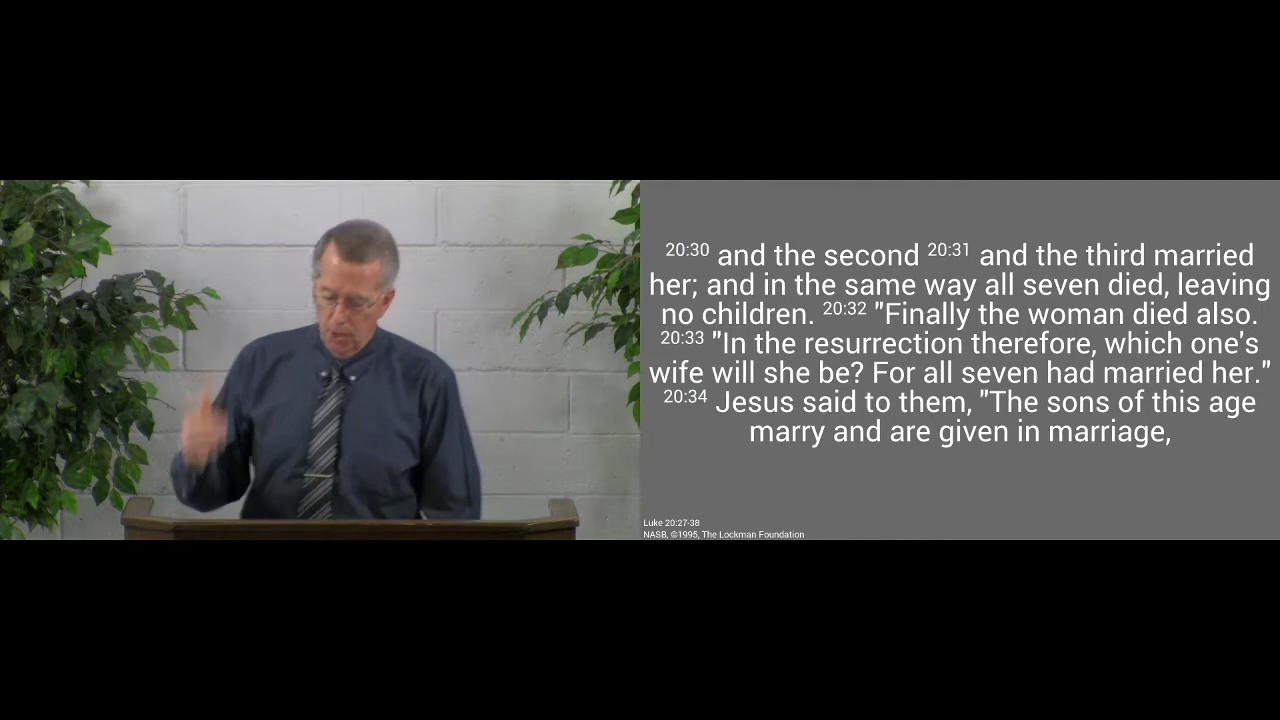 20:30 and the second 20:31 and the third married
her; and in the same way all seven died, leaving
no children. 20:32 "Finally the woman died also.
20:33 "In the resurrection therefore, which one's
wife will she be? For all seven had married her."
20:34 Jesus said to them, "The sons of this age
marry and are given in marriage,
Luke 20:27-38
NASB, ©1995, The Lockman Foundation